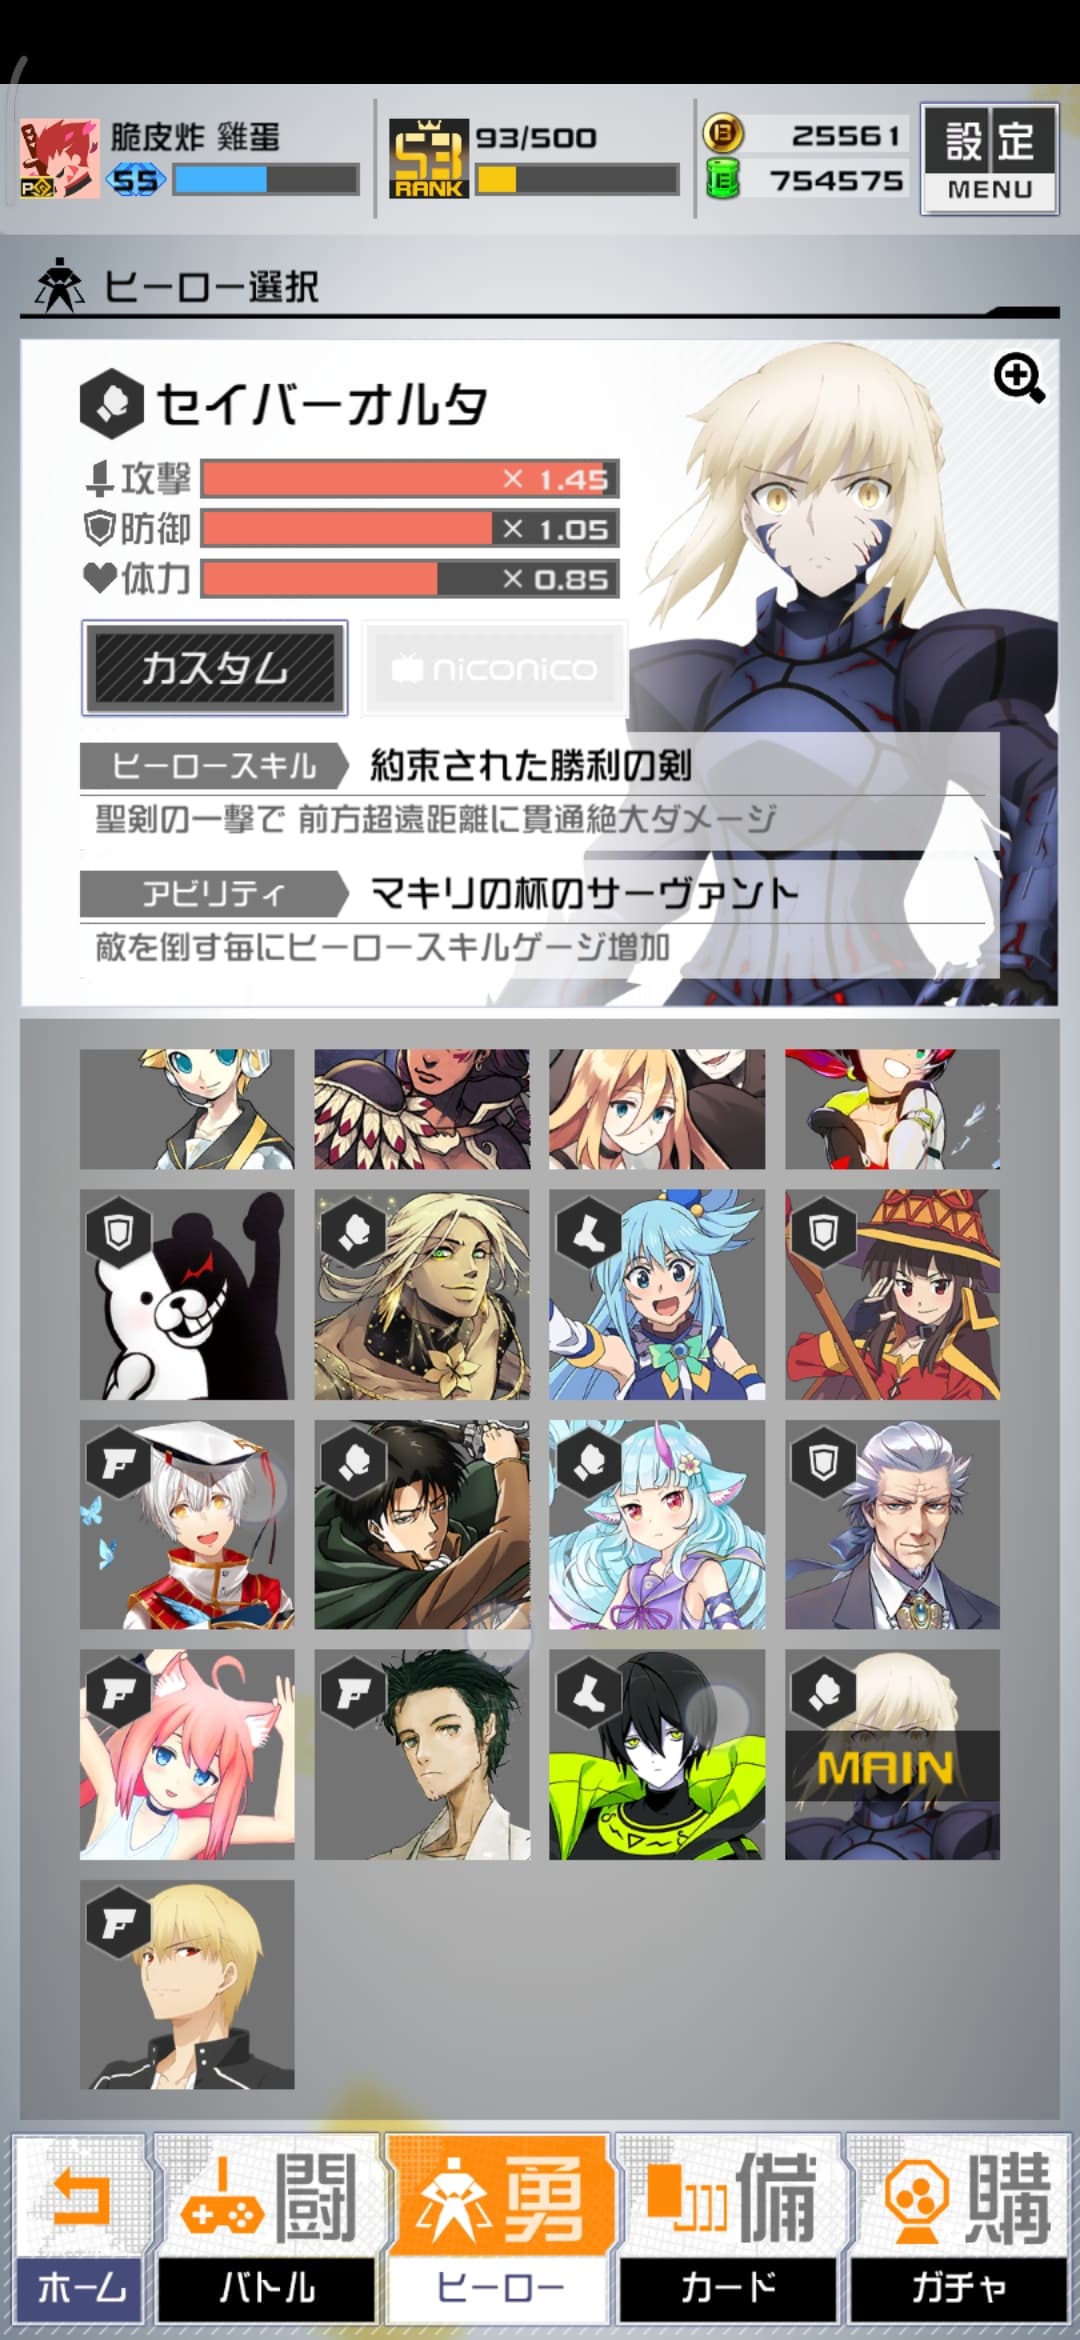 脆皮炸 雞蛋
55
P
S3
RANK
93/500
B 25561
E 754575
設定
MENU
ヒーロー選択
セイバーオルタ
攻撃 × 1.45
防御 × 1.05
体力 × 0.85
カスタム
niconico
ヒーロースキル 約束された勝利の剣
聖剣の一撃で 前方超遠距離に貫通絶大ダメージ
アビリティ マキリの杯のサーヴァント
敵を倒す毎にヒーロースキルゲージ増加
MAIN
闘 勇 備 購
ホーム バトル ヒーロー カード ガチャ